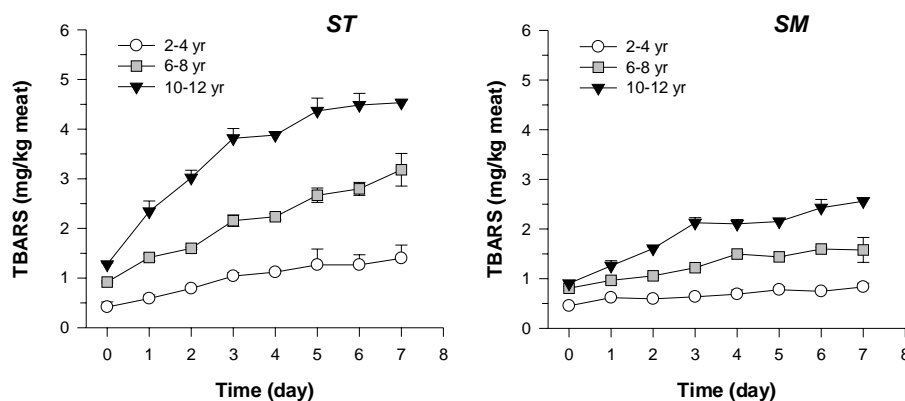 ST
6
5
4
3
2
1
0
TBARS (mg/kg meat)
2-4 yr
6-8 yr
10-12 yr
0 1 2 3 4 5 6 7 8
Time (day)
SM
6
5
4
3
2
1
0
TBARS (mg/kg meat)
2-4 yr
6-8 yr
10-12 yr
0 1 2 3 4 5 6 7 8
Time (day)